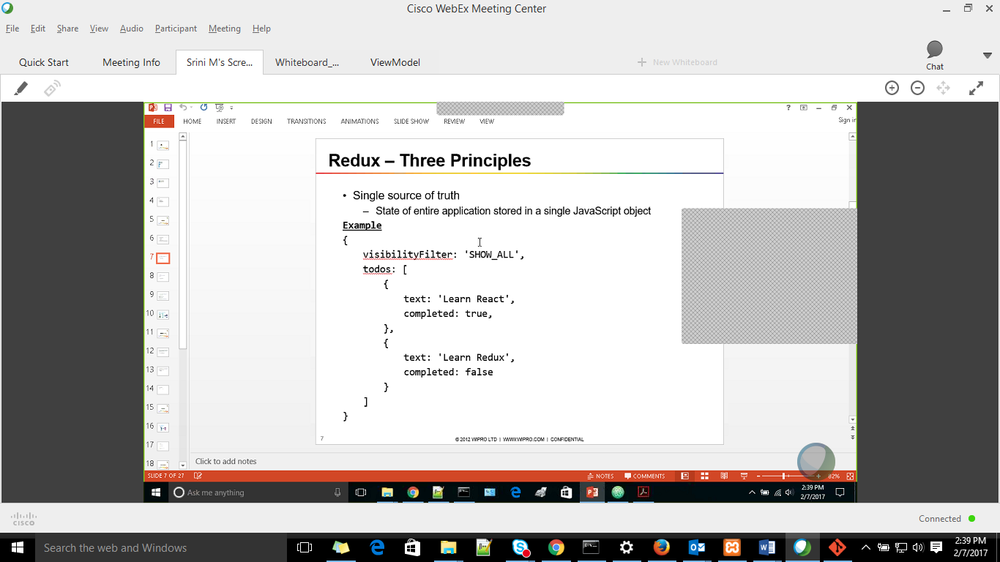 Cisco WebEx Meeting Center
File Edit Share View Audio Participant Meeting Help
Quick Start Meeting Info Srini M's Scre... Whiteboard_... ViewModel + New Whiteboard Chat
FILE HOME INSERT DESIGN TRANSITIONS ANIMATIONS SLIDE SHOW REVIEW VIEW Sign in
1
2
3
4
5
6
7
8
9
10
11
12
13
14
15
16
17
18
Redux – Three Principles
• Single source of truth
– State of entire application stored in a single JavaScript object
Example
{
visibilityFilter: 'SHOW_ALL',
todos: [
{
text: 'Learn React',
completed: true,
},
{
text: 'Learn Redux',
completed: false
}
]
}
7 © 2012 WIPRO LTD | WWW.WIPRO.COM | CONFIDENTIAL
Click to add notes
SLIDE 7 OF 27 NOTES COMMENTS 82%
Ask me anything 2:39 PM
2/7/2017
CISCO Connected
Search the web and Windows 2:39 PM
2/7/2017